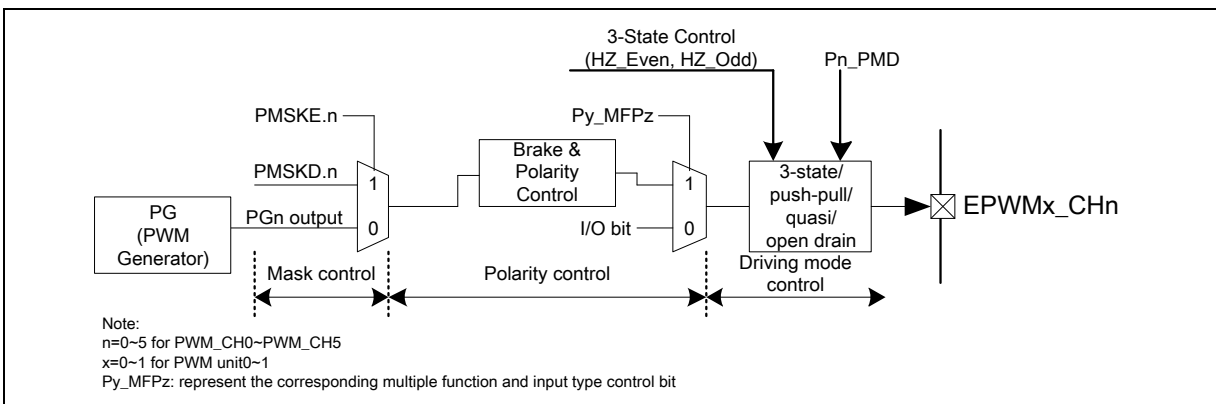 3-State Control
(HZ_Even, HZ_Odd)
Pn_PMD
PMSKE.n
Py_MFPz
PMSKD.n
1
Brake &
Polarity
Control
1
3-state/
push-pull/
quasi/
open drain
EPWMx_CHn
PG
(PWM
Generator)
PGn output
0
I/O bit
0
Mask control
Polarity control
Driving mode
control
Note:
n=0~5 for PWM_CH0~PWM_CH5
x=0~1 for PWM unit0~1
Py_MFPz: represent the corresponding multiple function and input type control bit